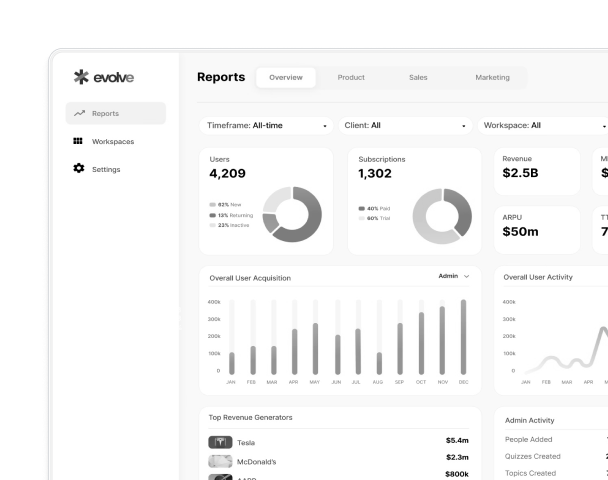 evolve
Reports
Workspaces
Settings
Reports Overview Product Sales Marketing
Timeframe: All-time Client: All Workspace: All
Users
4,209
62% New
13% Returning
23% Inactive
Subscriptions
1,302
40% Paid
60% Trial
Revenue
$2.5B
ARPU
$50m
Overall User Acquisition Admin
400k
300k
200k
100k
0
JAN FEB MAR APR MAY JUN JUL AUG SEP OCT NOV DEC
Overall User Activity
400k
300k
200k
100k
0
JAN FEB MAR APR
Top Revenue Generators
Tesla $5.4m
McDonald's $2.3m
$800k
Admin Activity
People Added
Quizzes Created
Topics Created